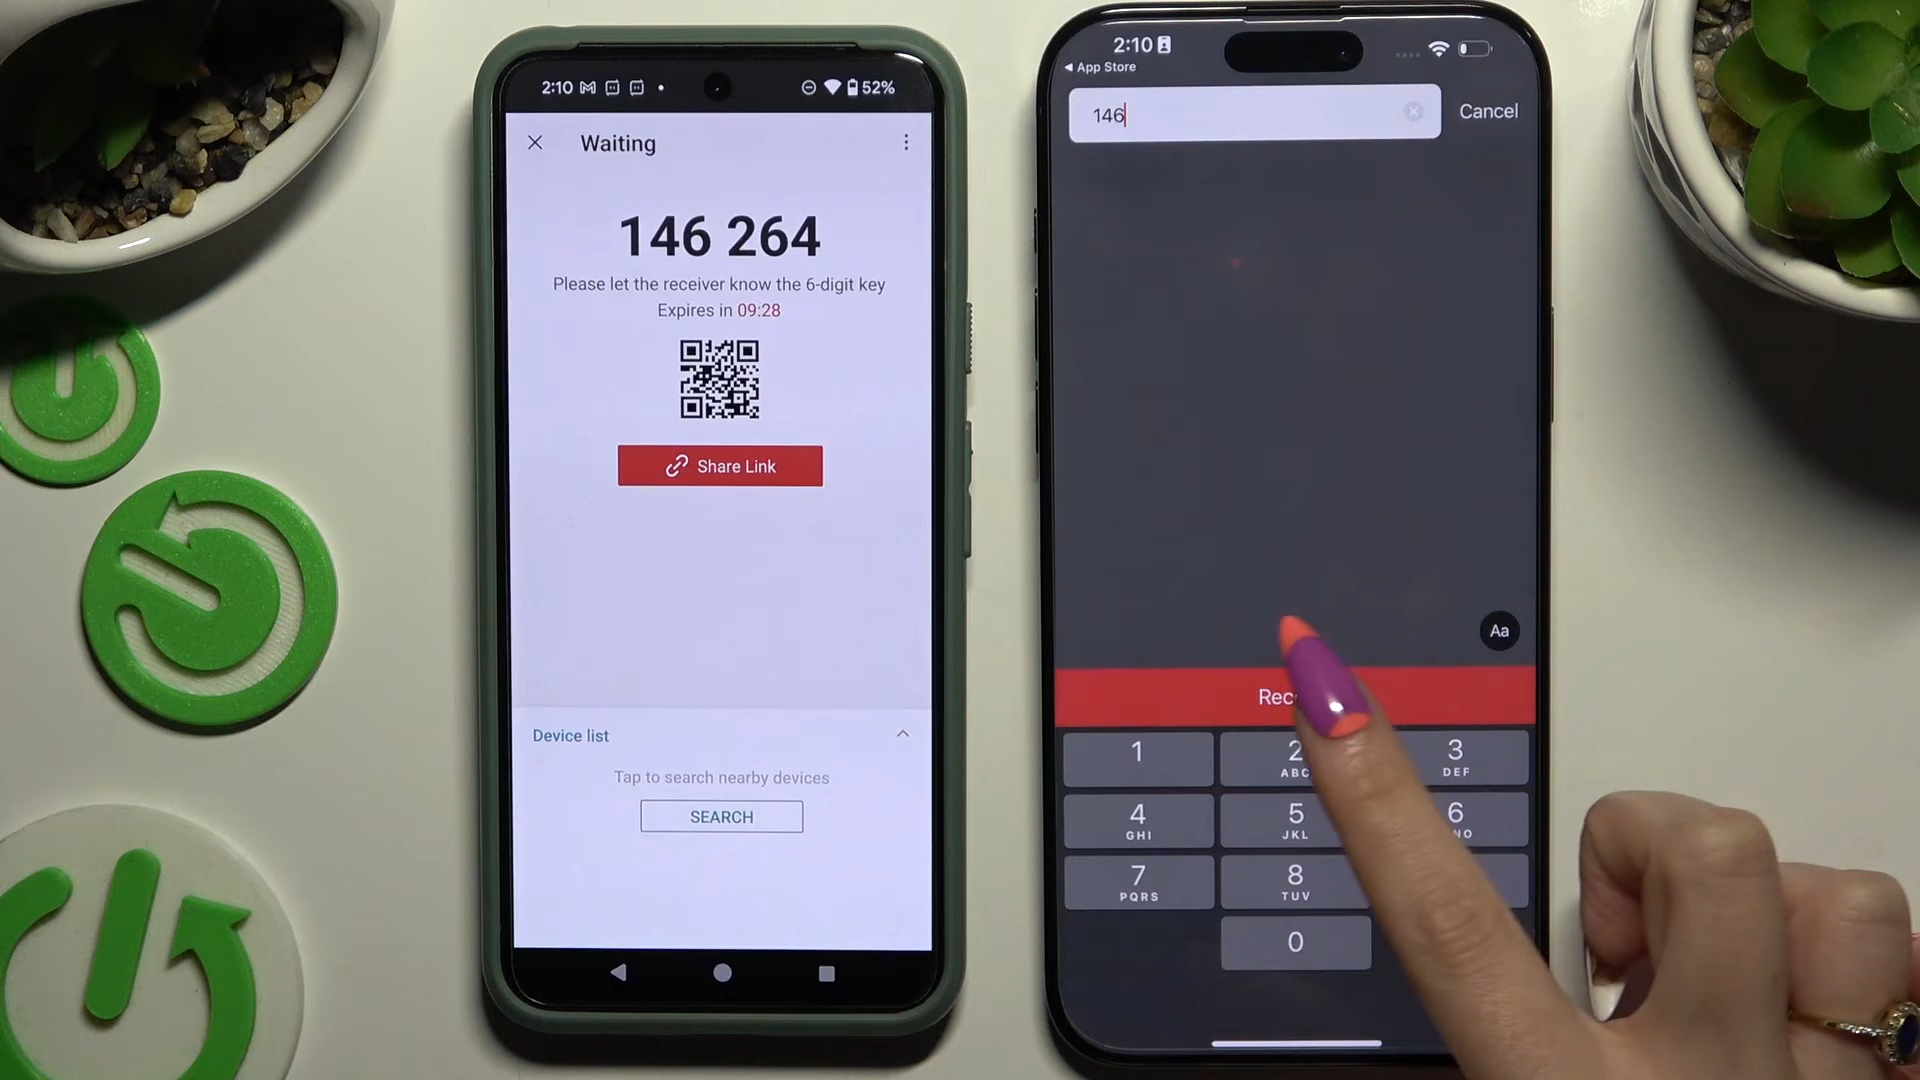 2:10
52%
Waiting
146 264
Please let the receiver know the 6-digit key
Expires in 09:28
Share Link
Device list
Tap to search nearby devices
SEARCH
2:10
App Store
146
Cancel
Aa
1
2
ABC
3
DEF
4
GHI
5
JKL
6
7
PQRS
8
TUV
0